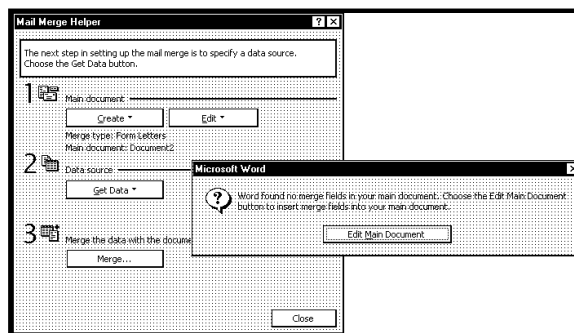 Mail Merge Helper
The next step in setting up the mail merge is to specify a data source.
Choose the Get Data button.
1 Main document
Create Edit
Merge type: Form Letters
Main document: Document2
2 Data source
Get Data
3 Merge the data with the docume
Merge...
Close
Microsoft Word
Word found no merge fields in your main document. Choose the Edit Main Document
button to insert merge fields into your main document.
Edit Main Document